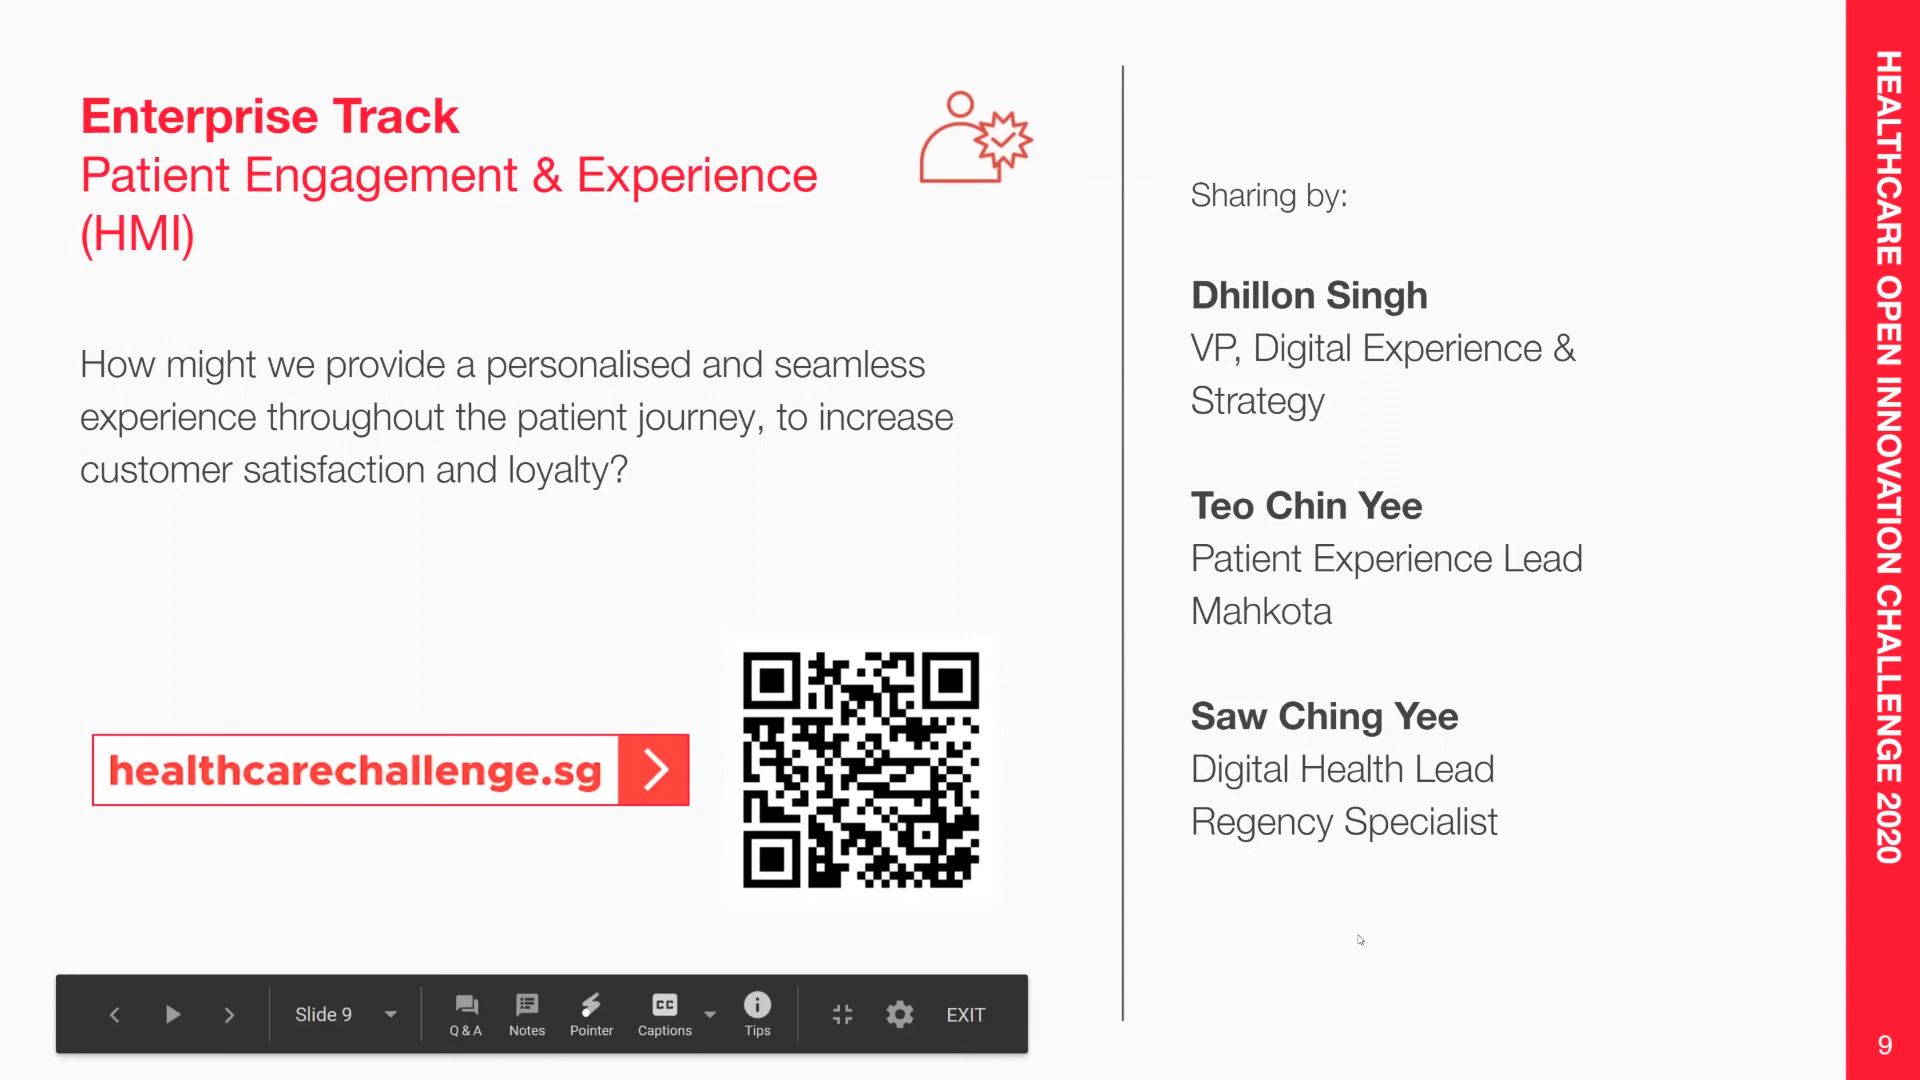 Enterprise Track
Patient Engagement & Experience
(HMI)
How might we provide a personalised and seamless
experience throughout the patient journey, to increase
customer satisfaction and loyalty?
healthcarechallenge.sg
Sharing by:
Dhillon Singh
VP, Digital Experience &
Strategy
Teo Chin Yee
Patient Experience Lead
Mahkota
Saw Ching Yee
Digital Health Lead
Regency Specialist
HEALTHCARE OPEN INNOVATION CHALLENGE 2020
9
Slide 9
Q & A
Notes
Pointer
CC
Captions
Tips
EXIT